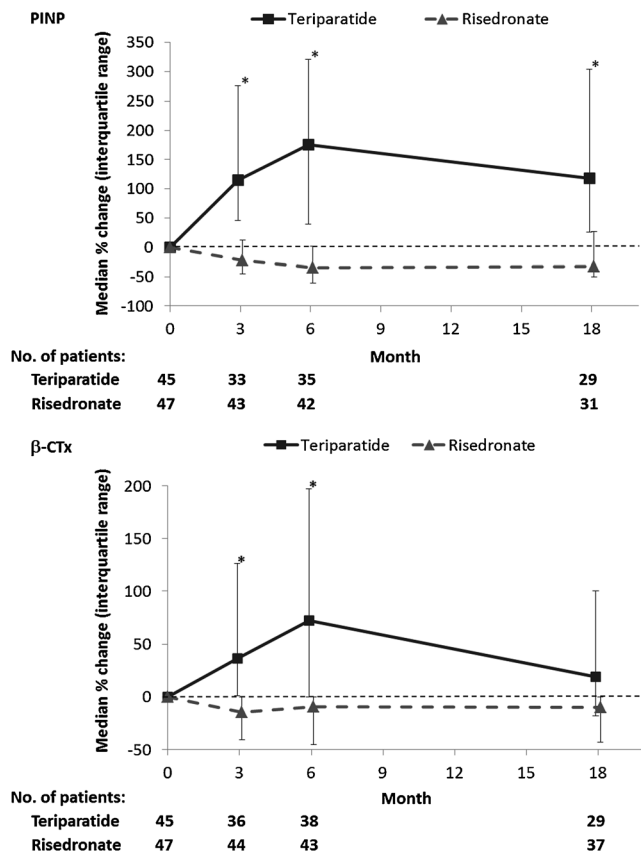 PINP
Teriparatide Risedronate
Median % change (interquartile range)
350
300
250
200
150
100
50
0
-50
-100
* * *
0 3 6 9 12 15 18
Month
No. of patients:
Teriparatide 45 33 35 29
Risedronate 47 43 42 31
β-CTx
Teriparatide Risedronate
Median % change (interquartile range)
200
150
100
50
0
-50
* *
0 3 6 9 12 12 18
Month
No. of patients:
Teriparatide 45 36 38 29
Risedronate 47 44 43 37